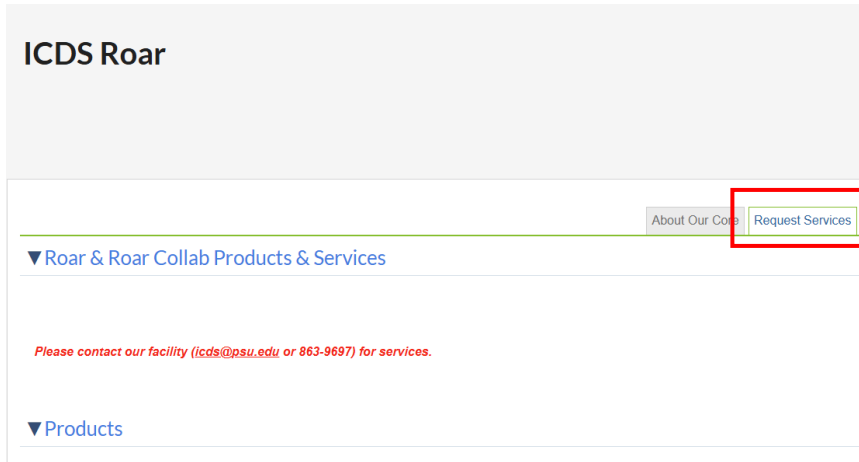 ICDS Roar
About Our Core Request Services
▼Roar & Roar Collab Products & Services
Please contact our facility (icds@psu.edu or 863-9697) for services.
▼Products